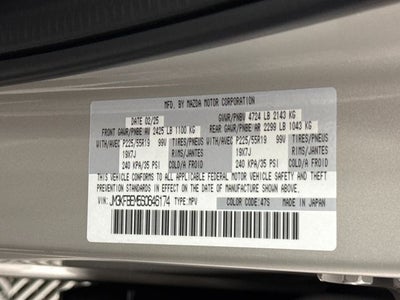 MFD. BY MAZDA MOTOR CORPORATION
DATE 02/25 GVWR/PNBV 4724 LB 2143 KG
FRONT GAWR/PNBE AV 2425 LB 1100 KG REAR GAWR/PNBE AR 2299 LB 1043 KG
WITH/AVEC P225/55R19 99V TIRES/PNEUS WITH/AVEC P225/55R19 99V TIRES/PNEUS
19X7J RIMS/JANTES 19X7J RIMS/JANTES
240 KPA/35 PSI COLD/A FROID 240 KPA/35 PSI COLD/A FROID
THIS VEHICLE CONFORMS TO ALL APPLICABLE FEDERAL MOTOR VEHICLE SAFETY AND THEFT
PREVENTION STANDARDS IN EFFECT ON THE DATE OF MANUFACTURE SHOWN ABOVE.
VIN: TYPE:MPV COLOR CODE:47S MADE IN JAPAN